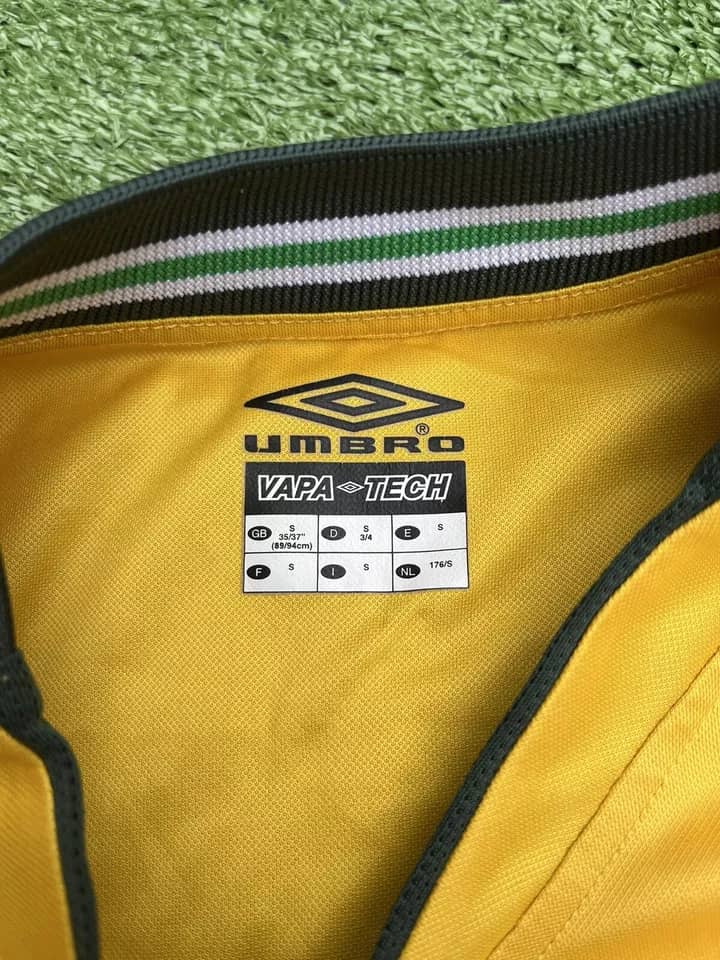 UMBRO®
VAPA TECH
GB S 35/37" (89/94cm)
D S 3/4
E S
F S
I S
NL 176/S